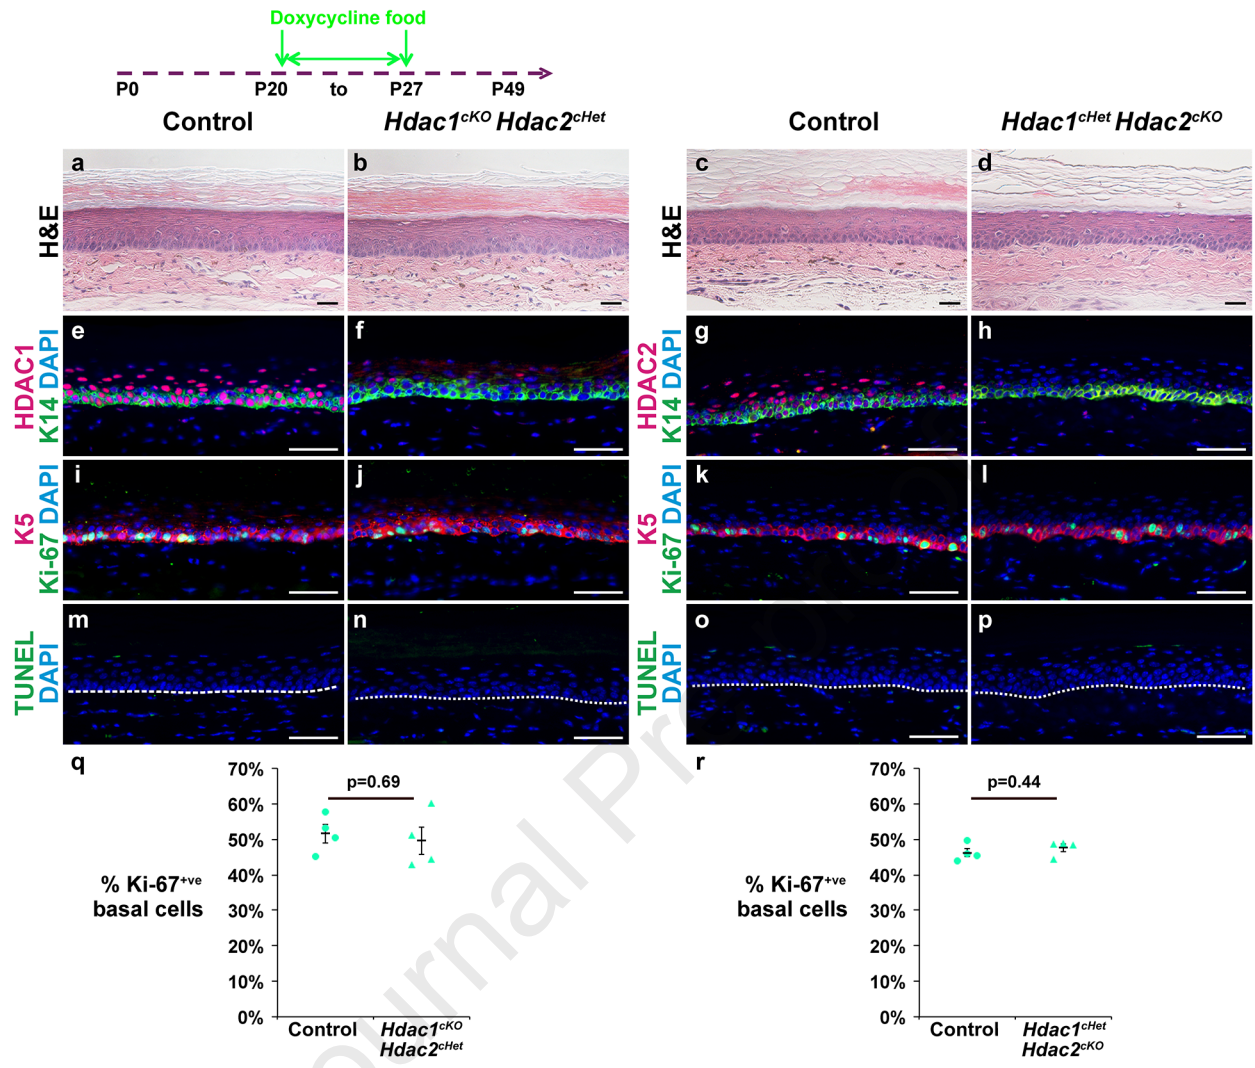 Doxycycline food
P0 P20 to P27 P49
Control Hdac1cKO Hdac2cHet Control Hdac1cHet Hdac2cKO
H&E a b H&E c d
HDAC1 K14 DAPI e f HDAC2 K14 DAPI g h
K5 Ki-67 DAPI i j K5 Ki-67 DAPI k l
TUNEL DAPI m n TUNEL DAPI o p
q
70%
p=0.69
60%
50%
40%
% Ki-67+ve
basal cells
30%
20%
10%
0%
Control Hdac1cKO
Hdac2cHet
r
70%
p=0.44
60%
50%
40%
% Ki-67+ve
basal cells
30%
20%
10%
0%
Control Hdac1cHet
Hdac2cKO